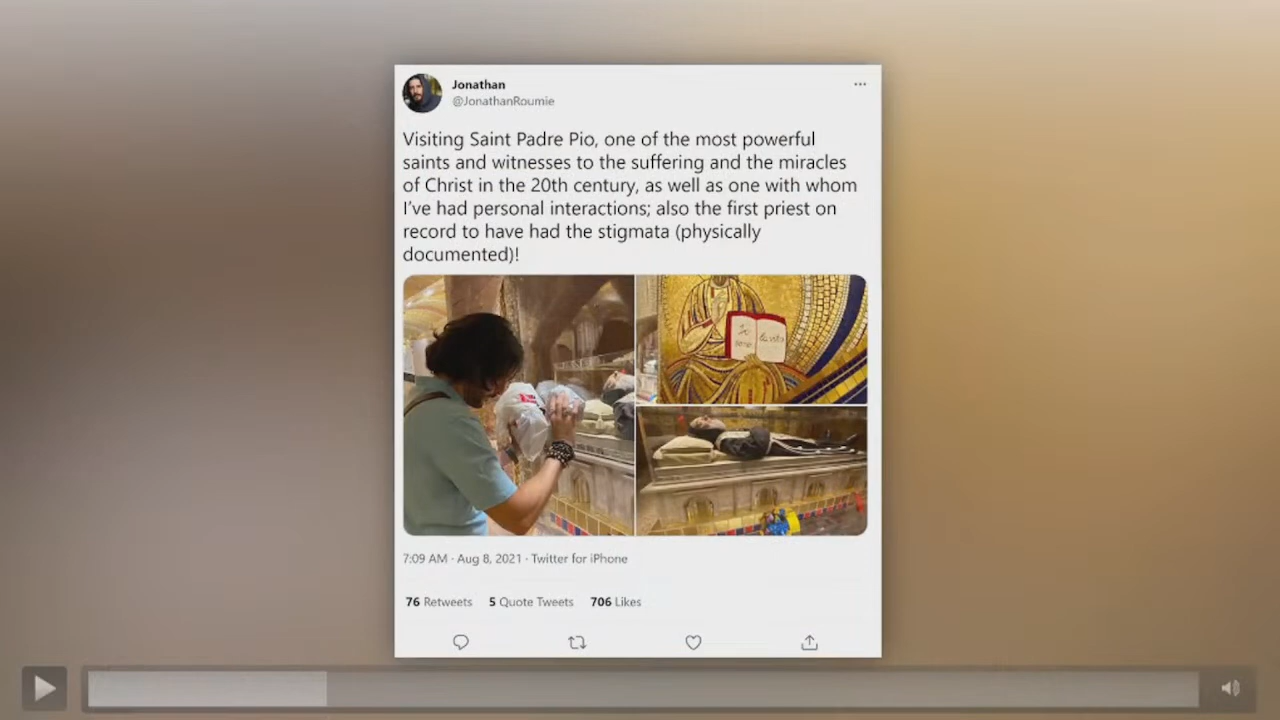 Jonathan
@JonathanRoumie
Visiting Saint Padre Pio, one of the most powerful
saints and witnesses to the suffering and the miracles
of Christ in the 20th century, as well as one with whom
I've had personal interactions; also the first priest on
record to have had the stigmata (physically
documented)!
7:09 AM · Aug 8, 2021 · Twitter for iPhone
76 Retweets 5 Quote Tweets 706 Likes